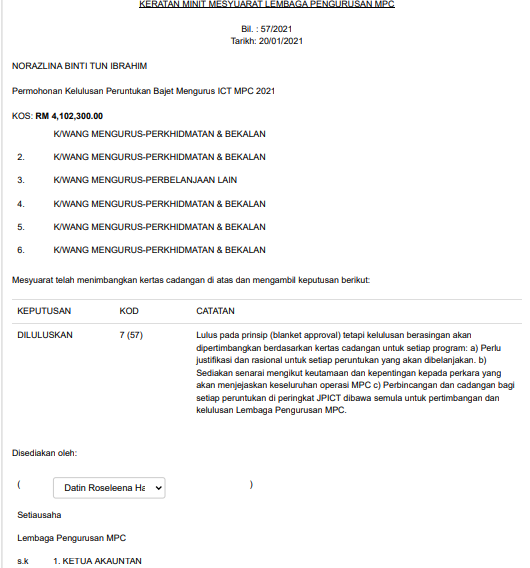 KERATAN MINIT MESYUARAT LEMBAGA PENGURUSAN MPC
Bil. : 57/2021
Tarikh: 20/01/2021
NORAZLINA BINTI TUN IBRAHIM
Permohonan Kelulusan Peruntukan Bajet Mengurus ICT MPC 2021
KOS: RM 4,102,300.00
K/WANG MENGURUS-PERKHIDMATAN & BEKALAN
2. K/WANG MENGURUS-PERKHIDMATAN & BEKALAN
3. K/WANG MENGURUS-PERBELANJAAN LAIN
4. K/WANG MENGURUS-PERKHIDMATAN & BEKALAN
5. K/WANG MENGURUS-PERKHIDMATAN & BEKALAN
6. K/WANG MENGURUS-PERKHIDMATAN & BEKALAN
Mesyuarat telah menimbangkan kertas cadangan di atas dan mengambil keputusan berikut:
KEPUTUSAN KOD CATATAN
DILULUSKAN 7 (57) Lulus pada prinsip (blanket approval) tetapi kelulusan berasingan akan
dipertimbangkan berdasarkan kertas cadangan untuk setiap program: a) Perlu
justifikasi dan rasional untuk setiap peruntukan yang akan dibelanjakan. b)
Sediakan senarai mengikut keutamaan dan kepentingan kepada perkara yang
akan menjejaskan keseluruhan operasi MPC c) Perbincangan dan cadangan bagi
setiap peruntukan di peringkat JPICT dibawa semula untuk pertimbangan dan
kelulusan Lembaga Pengurusan MPC.
Disediakan oleh:
( Datin Roseleena Ha )
Setiausaha
Lembaga Pengurusan MPC
s.k 1. KETUA AKAUNTAN